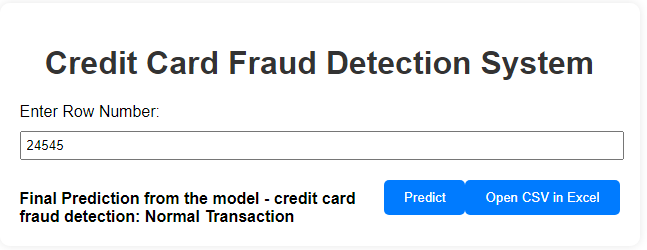 Credit Card Fraud Detection System
Enter Row Number:
24545
Final Prediction from the model - credit card
fraud detection: Normal Transaction
Predict
Open CSV in Excel